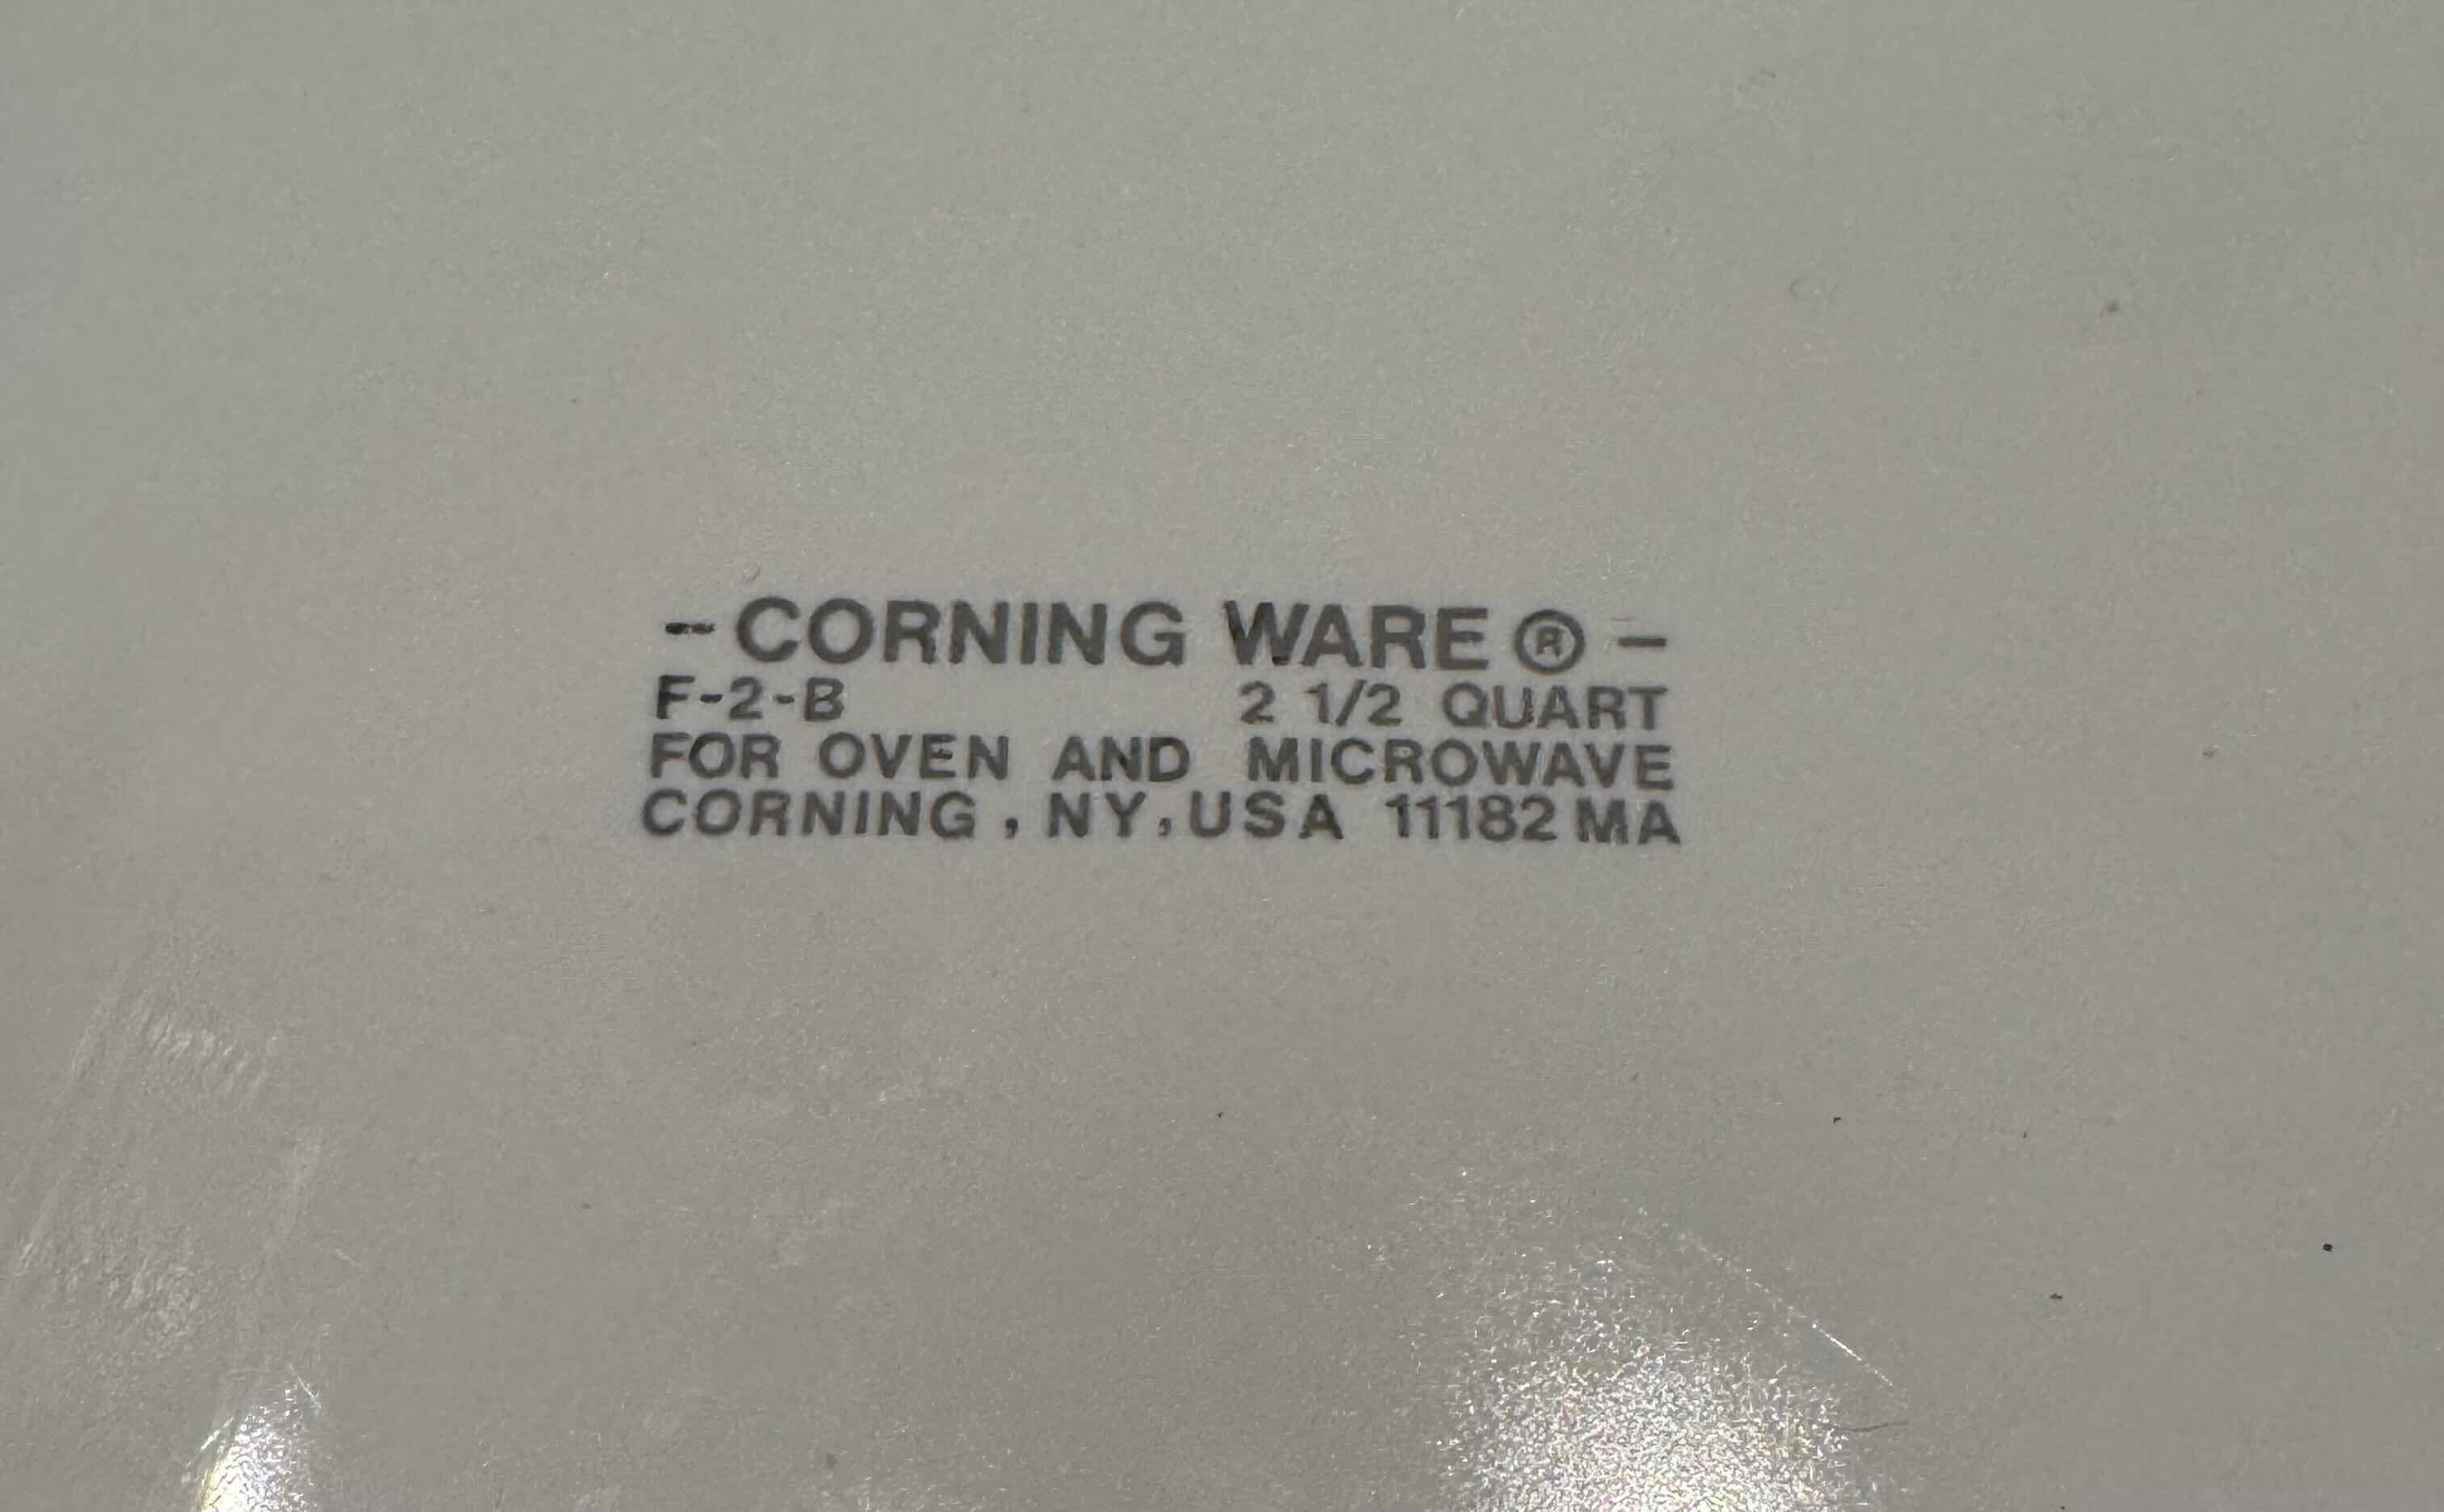 -CORNING WARE ® -
F-2-B 2 1/2 QUART
FOR OVEN AND MICROWAVE
CORNING, NY, USA 11182 MA